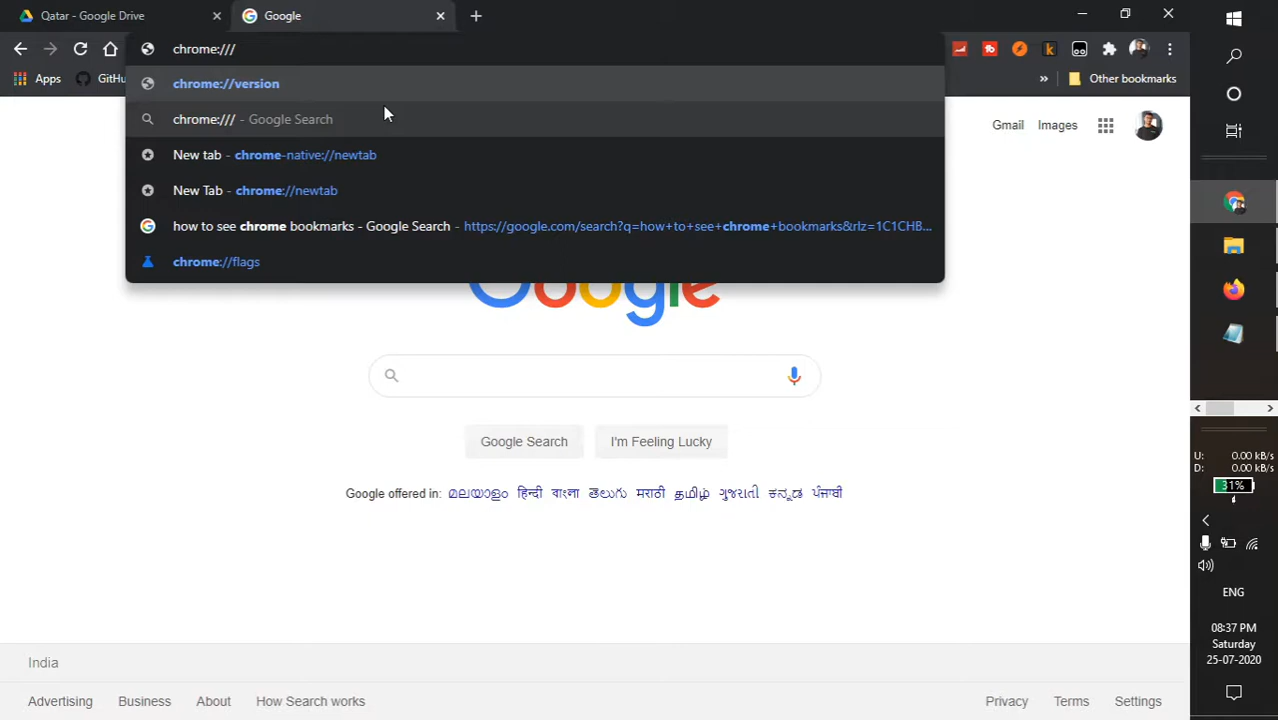 Qatar - Google Drive
Google
chrome:///
Apps
GitHu
Other bookmarks
chrome://version
chrome:/// - Google Search
New tab - chrome-native://newtab
New Tab - chrome://newtab
how to see chrome bookmarks - Google Search - https://google.com/search?q=how+to+see+chrome+bookmarks&rlz=1C1CHB...
chrome://flags
Gmail
Images
Google
Google Search
I'm Feeling Lucky
Google offered in: മലയാളം हिन्दी বাংলা తెలుగు मराठी தமிழ் ગુજરાતી ಕನ್ನಡ ਪੰਜਾਬੀ
India
Advertising
Business
About
How Search works
Privacy
Terms
Settings
U: 0.00 kB/s
D: 0.00 kB/s
31%
ENG
08:37 PM
Saturday
25-07-2020